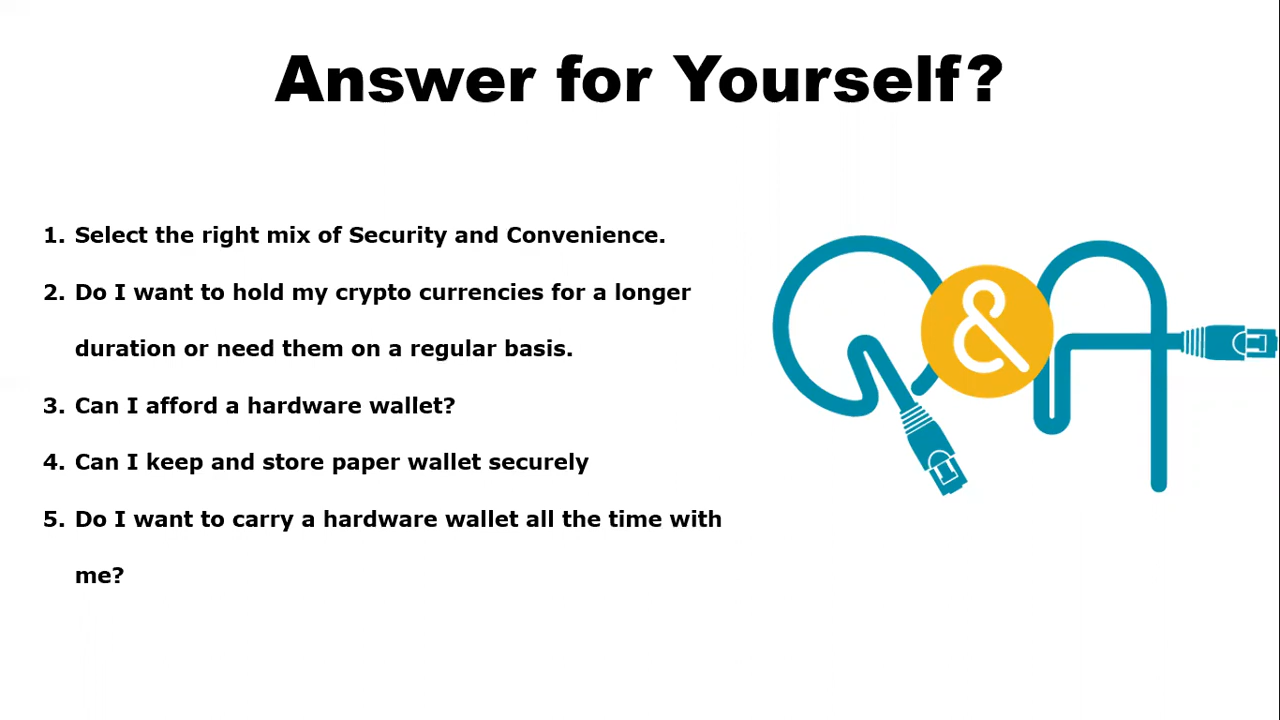 Answer for Yourself?
1. Select the right mix of Security and Convenience.
2. Do I want to hold my crypto currencies for a longer
duration or need them on a regular basis.
3. Can I afford a hardware wallet?
4. Can I keep and store paper wallet securely
5. Do I want to carry a hardware wallet all the time with
me?
Q&A